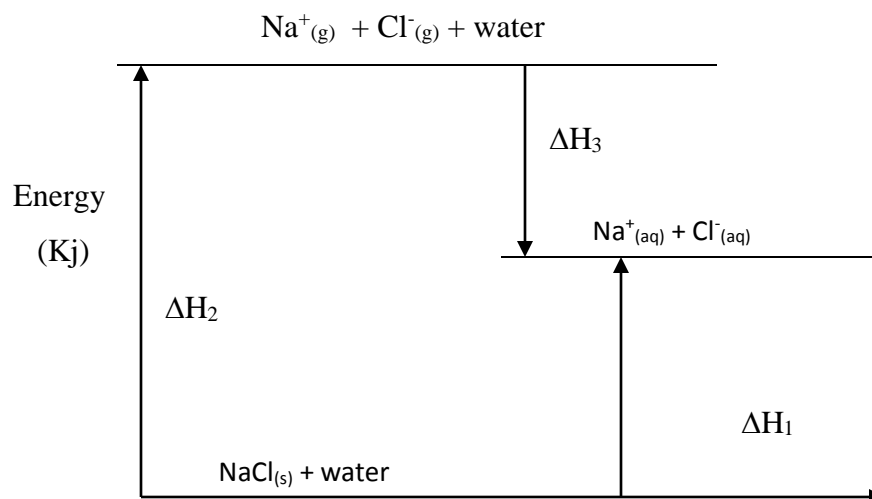 Na⁺(g) + Cl⁻(g) + water
ΔH₃
Energy
(Kj)
Na⁺(aq) + Cl⁻(aq)
ΔH₂
ΔH₁
NaCl(s) + water